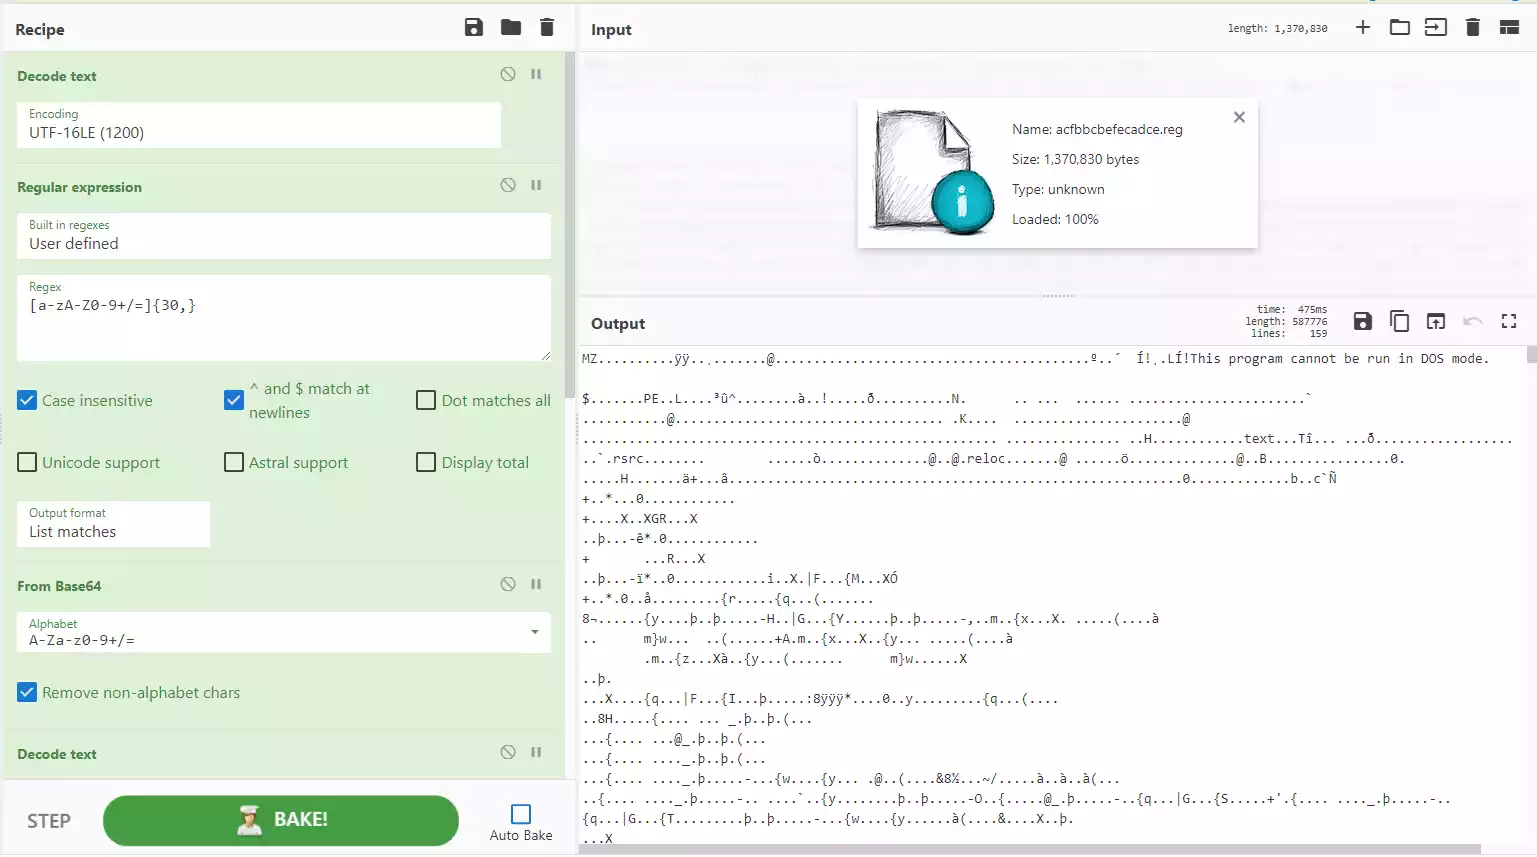 Recipe
Decode text
Encoding
UTF-16LE (1200)
Regular expression
Built in regexes
User defined
Regex
[a-zA-Z0-9+/=]{30,}
Case insensitive
^ and $ match at
newlines
Dot matches all
Unicode support
Astral support
Display total
Output format
List matches
From Base64
Alphabet
A-Za-z0-9+/=
Remove non-alphabet chars
Decode text
STEP
BAKE!
Auto Bake
Input
length: 1,370,830
Name: acfbbcbefecadce.reg
Size: 1,370,830 bytes
Type: unknown
Loaded: 100%
Output
time: 475ms
length: 587776
lines: 159
MZ..........ÿÿ..¸.......@........................................º..´ Í!¸.LÍ!This program cannot be run in DOS mode.
$.......PE..L....³û^........à..!.....ð..........N. .. ... ...... .......................`
...........@................................ .K.... ......................@
.................................................. ............... ..H............text...Tî... ...ð..................
..`.rsrc........ ......ò.............@..@.reloc.......@ ......ö.............@..B...............0.
.....H.......ä+...â.......................................................0.............b..c`Ñ
+..*...0............
+....X..XGR...X
..þ...-ê*.0............
+ ...R...X
..þ...-ï*..0............i..X.|F...{M...XÓ
+..*.0..å.........{r.....{q...(.......
8¬......{y....þ..þ.....-H..|G...{Y......þ..þ.....-,..m..{x...X. .....(....à
.. m}w... ..(......+A.m..{x...X..{y... .....(....à
.m..{z...Xà..{y...(....... m}w......X
..þ.
...X....{q...|F...{I...þ.....:8ÿÿÿ*....0..y.........{q...(....
..8H.....{.... ... _.þ..þ.(...
...{.... ...@_.þ..þ.(...
...{.... ...._.þ..þ.(...
...{.... ...._.þ.....-...{w....{y... .@..(....&8½...~/.....à..à..à(...
..{.... ...._.þ.....-.. ....`..{y........þ..þ.....-O..{.....@_.þ.....-..{q...|G...{S.....+'.{.... ...._.þ.....-..
{q...|G...{T.........þ..þ.....-...{w....{y......à(....&....X..þ.
...X